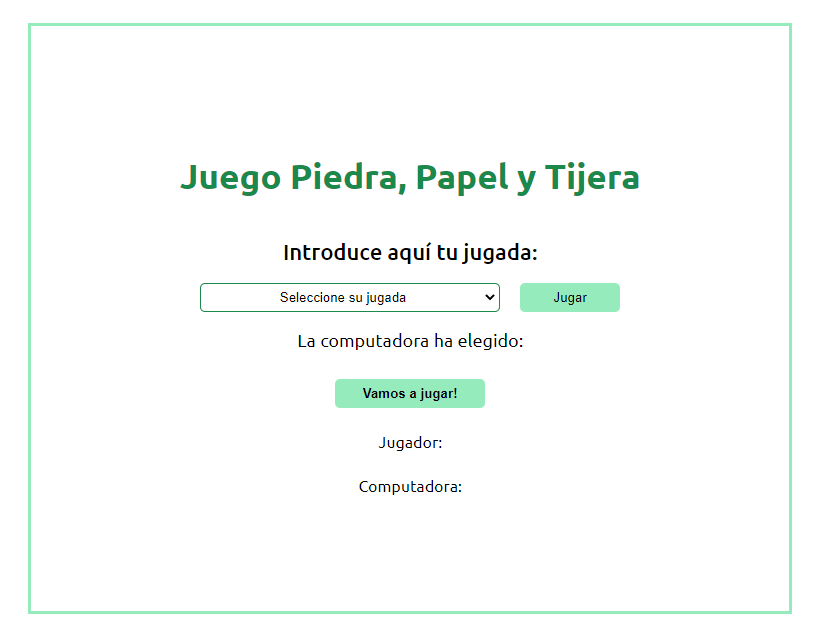 Juego Piedra, Papel y Tijera
Introduce aquí tu jugada:
Seleccione su jugada
Jugar
La computadora ha elegido:
Vamos a jugar!
Jugador:
Computadora: